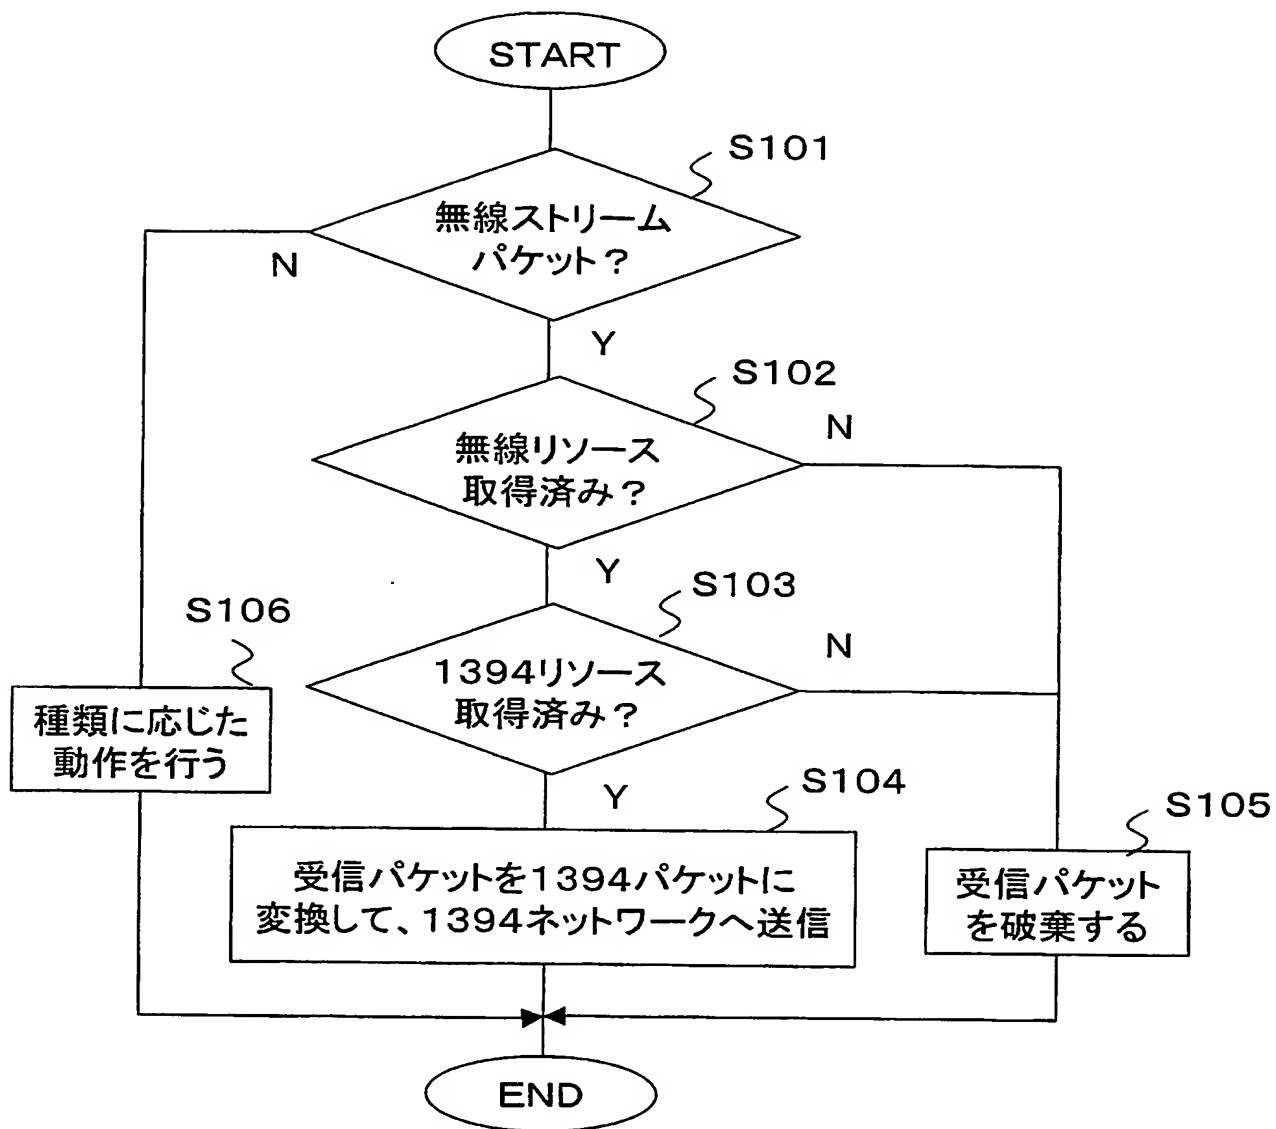 START
S101
無線ストリーム
パケット？
N
Y
S102
無線リソース
取得済み？
N
Y
S103
1394リソース
取得済み？
N
S106
種類に応じた
動作を行う
Y
S104
受信パケットを1394パケットに
変換して、1394ネットワークへ送信
S105
受信パケット
を破棄する
END